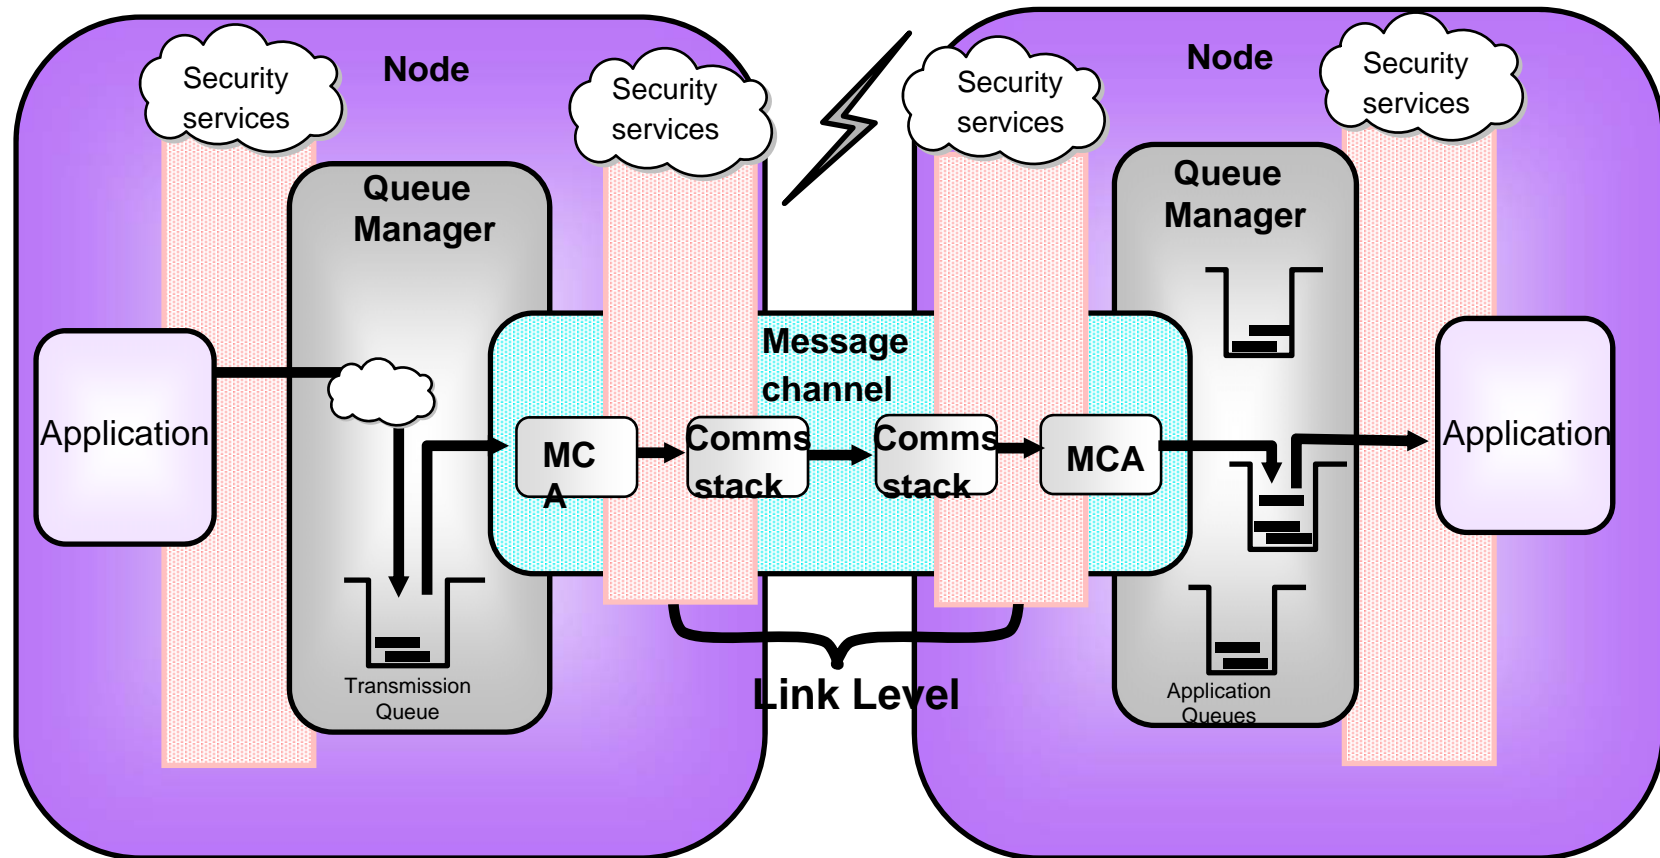 Node
Security
services
Security
services
Queue
Manager
Application
Transmission
Queue
MC
A
Comms
stack
Message
channel
Link Level
Node
Security
services
Security
services
Queue
Manager
Comms
stack
MCA
Application
Queues
Application